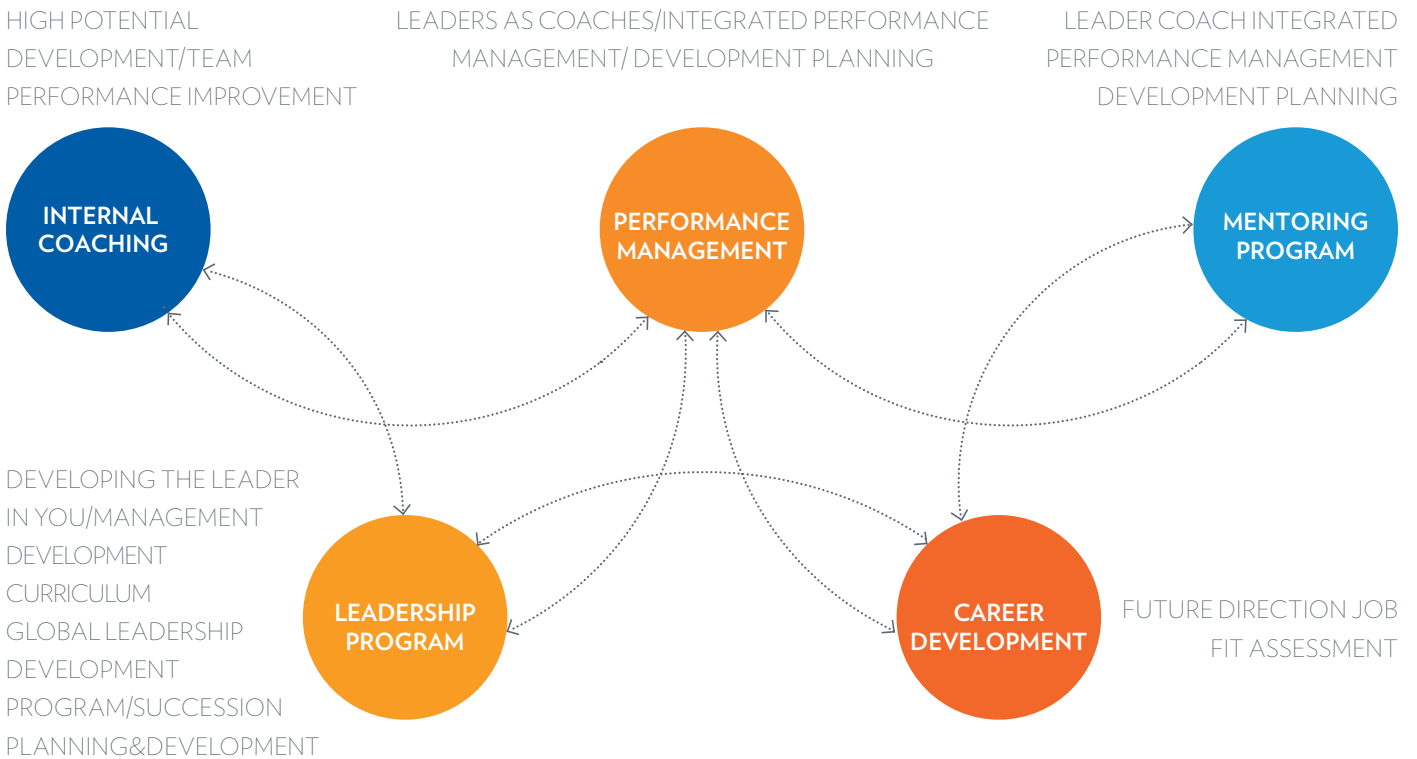 HIGH POTENTIAL
DEVELOPMENT/TEAM
PERFORMANCE IMPROVEMENT
LEADERS AS COACHES/INTEGRATED PERFORMANCE
MANAGEMENT/ DEVELOPMENT PLANNING
LEADER COACH INTEGRATED
PERFORMANCE MANAGEMENT
DEVELOPMENT PLANNING
INTERNAL
COACHING
PERFORMANCE
MANAGEMENT
MENTORING
PROGRAM
DEVELOPING THE LEADER
IN YOU/MANAGEMENT
DEVELOPMENT
CURRICULUM
GLOBAL LEADERSHIP
DEVELOPMENT
PROGRAM/SUCCESSION
PLANNING&DEVELOPMENT
LEADERSHIP
PROGRAM
CAREER
DEVELOPMENT
FUTURE DIRECTION JOB
FIT ASSESSMENT